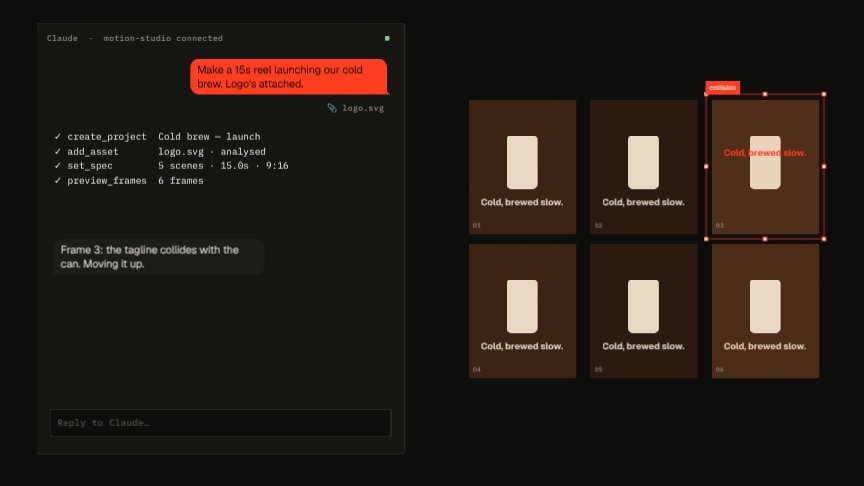 Claude · motion-studio connected
Make a 15s reel launching our cold
brew. Logo's attached.
logo.svg
✓ create_project Cold brew — launch
✓ add_asset logo.svg · analysed
✓ set_spec 5 scenes · 15.0s · 9:16
✓ preview_frames 6 frames
Frame 3: the tagline collides with the
can. Moving it up.
Reply to Claude…
collision
Cold, brewed slow.
01
Cold, brewed slow.
02
Cold, brewed slow.
03
Cold, brewed slow.
04
Cold, brewed slow.
05
Cold, brewed slow.
06